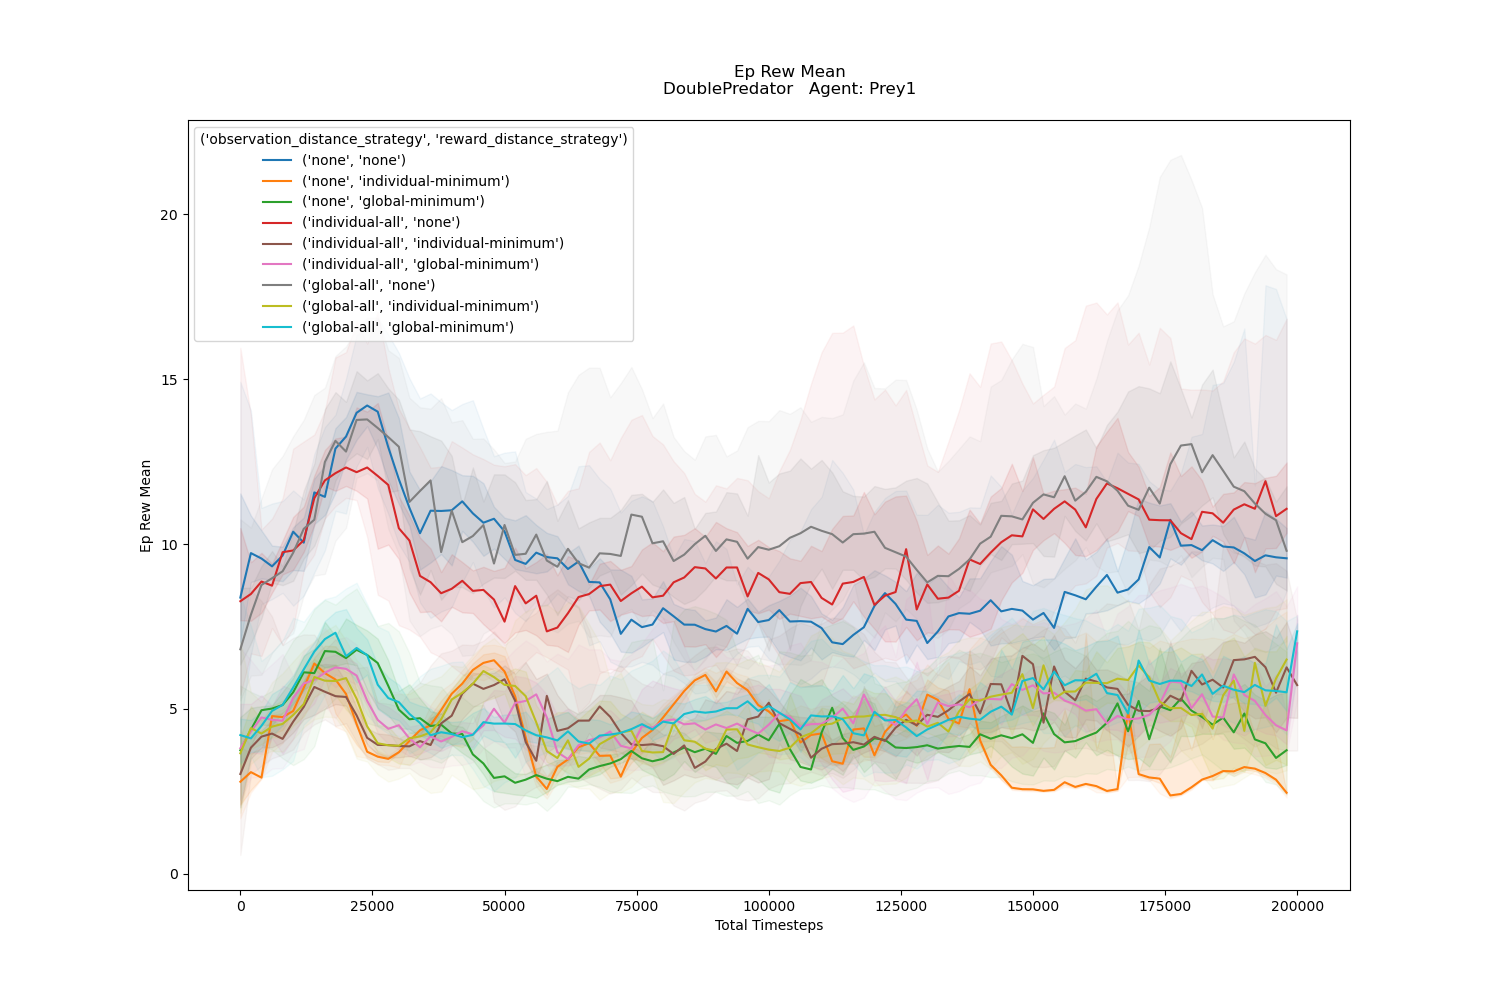 Ep Rew Mean
DoublePredator   Agent: Prey1
('observation_distance_strategy', 'reward_distance_strategy')
('none', 'none')
('none', 'individual-minimum')
('none', 'global-minimum')
('individual-all', 'none')
('individual-all', 'individual-minimum')
('individual-all', 'global-minimum')
('global-all', 'none')
('global-all', 'individual-minimum')
('global-all', 'global-minimum')
20
15
10
5
0
Ep Rew Mean
0 25000 50000 75000 100000 125000 150000 175000 200000
Total Timesteps